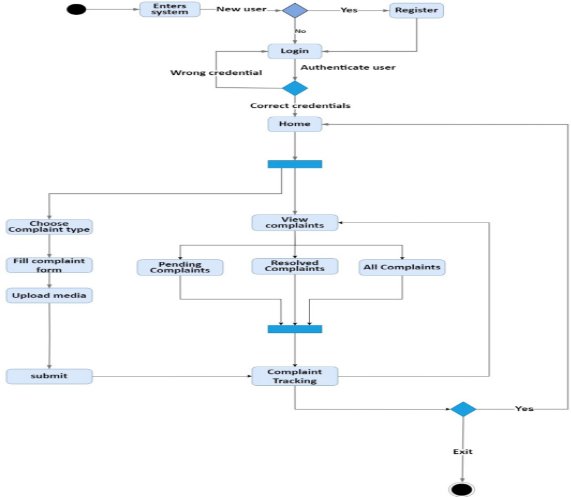 Enters
system
New user
Yes
Register
No
Login
Wrong credential
Authenticate user
Correct credentials
Home
Choose
Complaint type
View
complaints
Fill complaint
form
Pending
Complaints
Resolved
Complaints
All Complaints
Upload media
submit
Complaint
Tracking
Yes
Exit